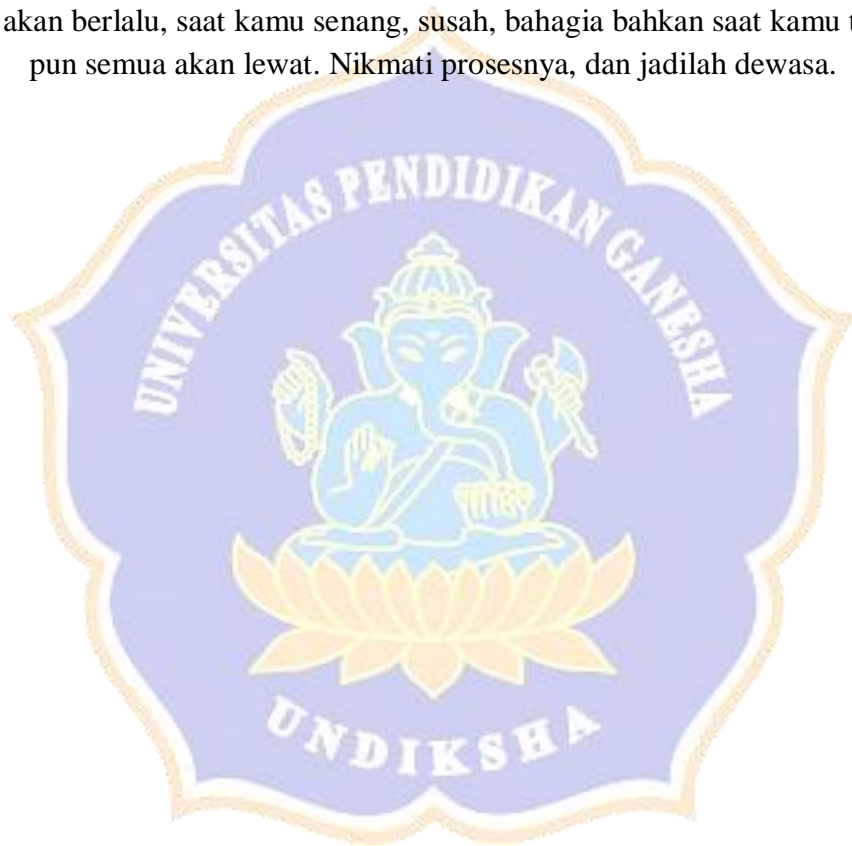 akan berlalu, saat kamu senang, susah, bahagia bahkan saat kamu
pun semua akan lewat. Nikmati prosesnya, dan jadilah dewasa.
UNIVERSITAS PENDIDIKAN GANESHA
UNDIKSHA